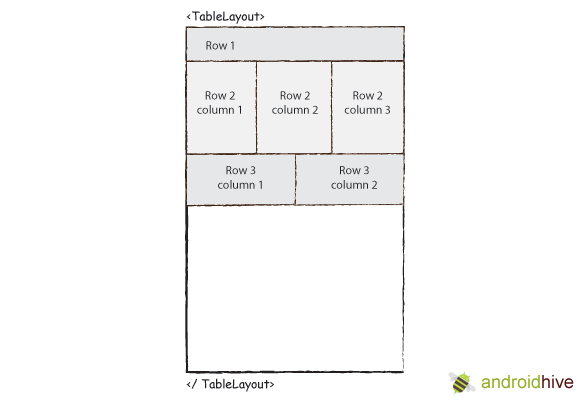 <TableLayout>
Row 1
Row 2
column 1
Row 2
column 2
Row 2
column 3
Row 3
column 1
Row 3
column 2
</ TableLayout>
androidhive